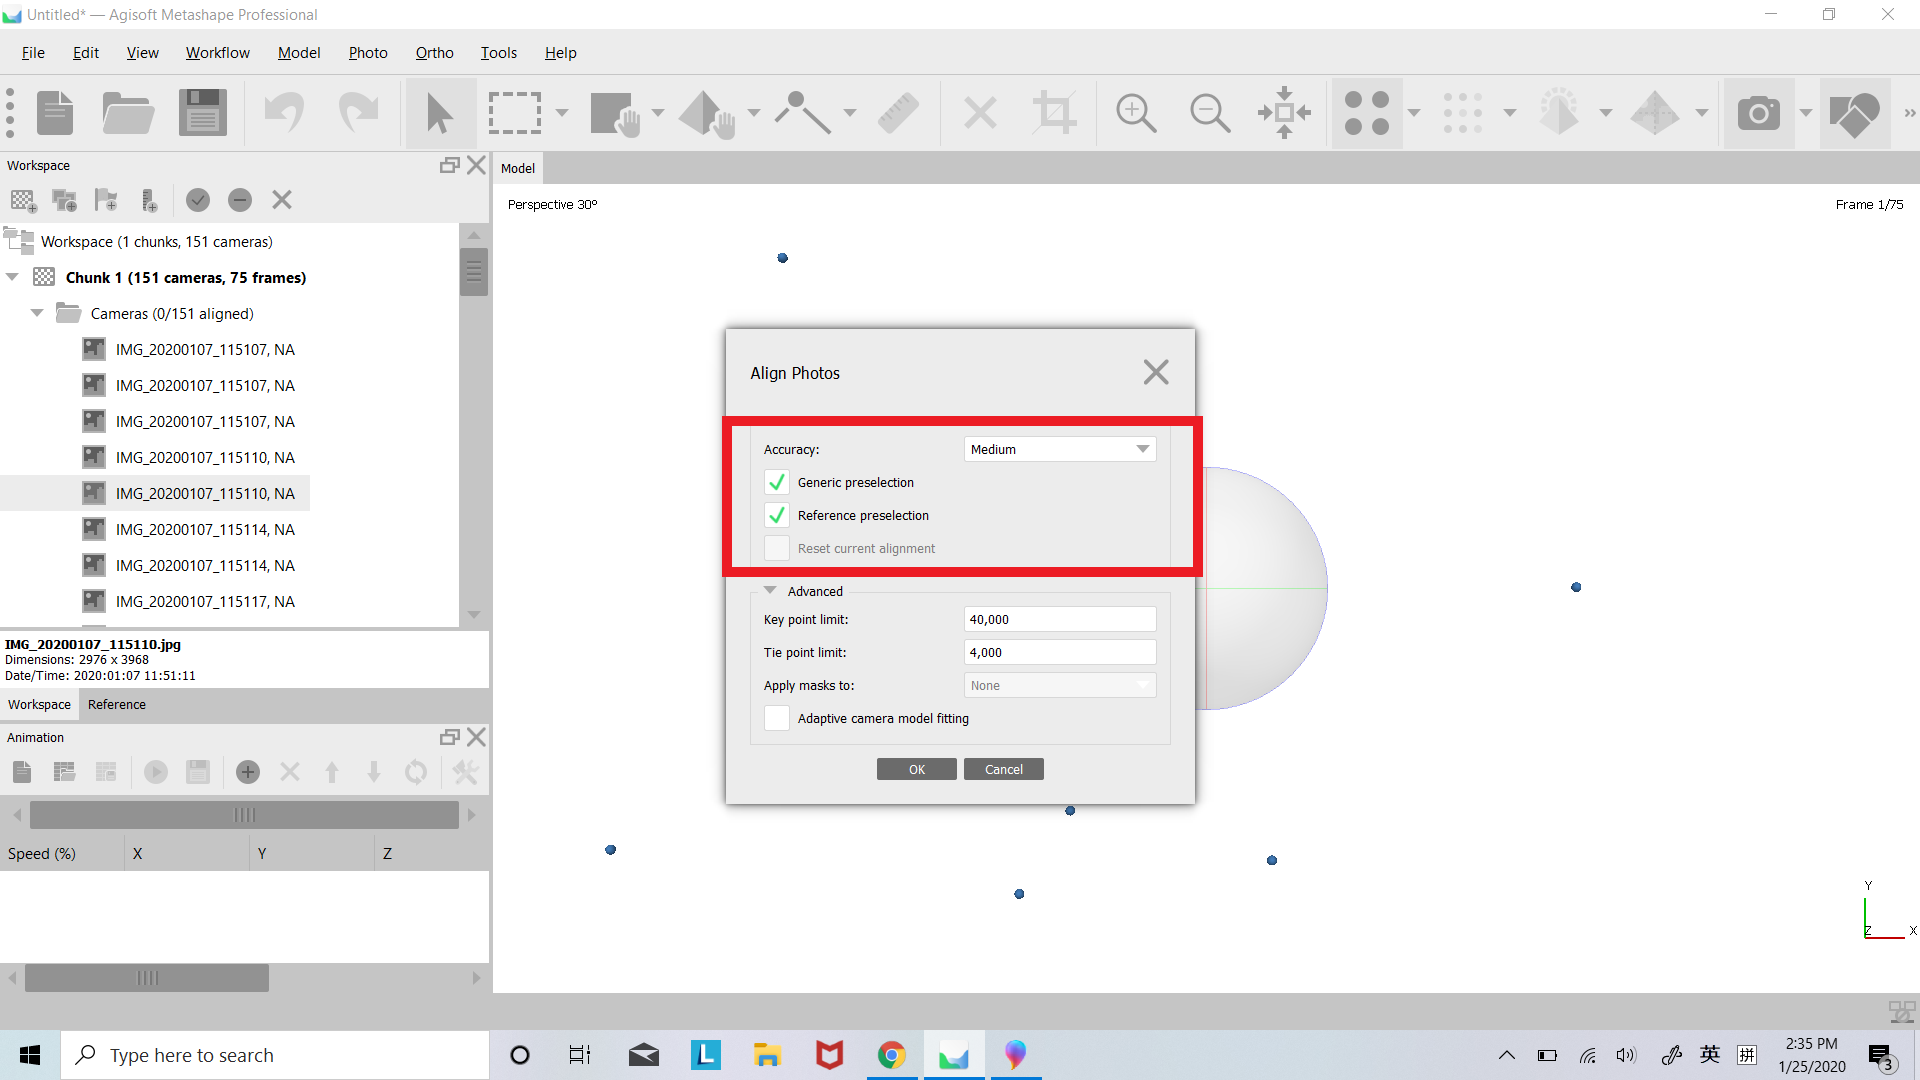 Untitled* — Agisoft Metashape Professional
File Edit View Workflow Model Photo Ortho Tools Help
»
Workspace
Model
Perspective 30°
Frame 1/75
Workspace (1 chunks, 151 cameras)
Chunk 1 (151 cameras, 75 frames)
Cameras (0/151 aligned)
IMG_20200107_115107, NA
IMG_20200107_115107, NA
IMG_20200107_115107, NA
IMG_20200107_115110, NA
IMG_20200107_115110, NA
IMG_20200107_115114, NA
IMG_20200107_115114, NA
IMG_20200107_115117, NA
IMG_20200107_115110.jpg
Dimensions: 2976 x 3968
Date/Time: 2020:01:07 11:51:11
Workspace Reference
Animation
Speed (%) X Y Z
Align Photos
Accuracy: Medium
Generic preselection
Reference preselection
Reset current alignment
Advanced
Key point limit: 40,000
Tie point limit: 4,000
Apply masks to: None
Adaptive camera model fitting
OK Cancel
Y
Z X
Type here to search
L
英 拼
2:35 PM
1/25/2020
3